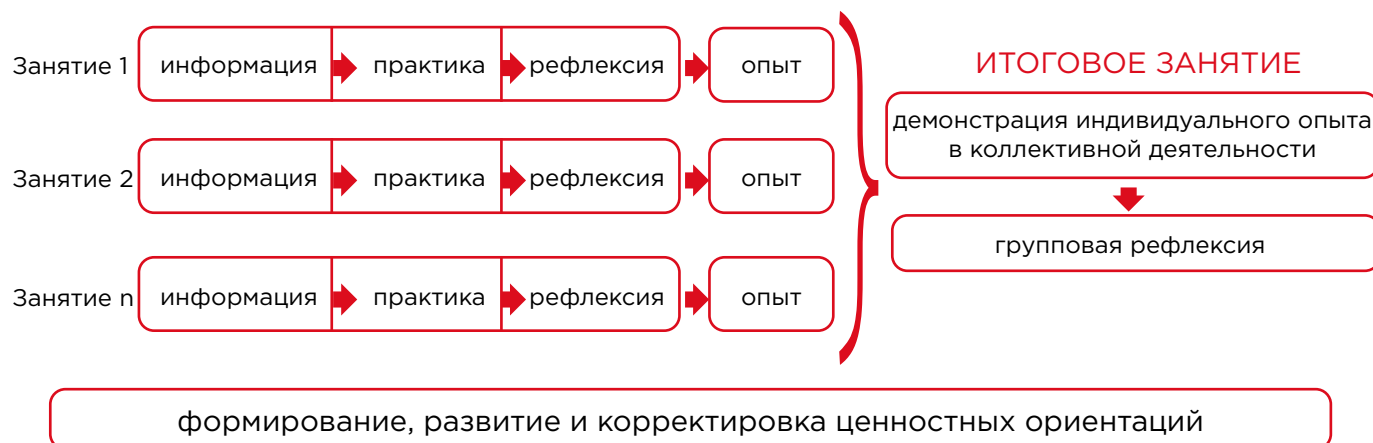 Занятие 1 информация практика рефлексия опыт
Занятие 2 информация практика рефлексия опыт
Занятие n информация практика рефлексия опыт
ИТОГОВОЕ ЗАНЯТИЕ
демонстрация индивидуального опыта
в коллективной деятельности
групповая рефлексия
формирование, развитие и корректировка ценностных ориентаций